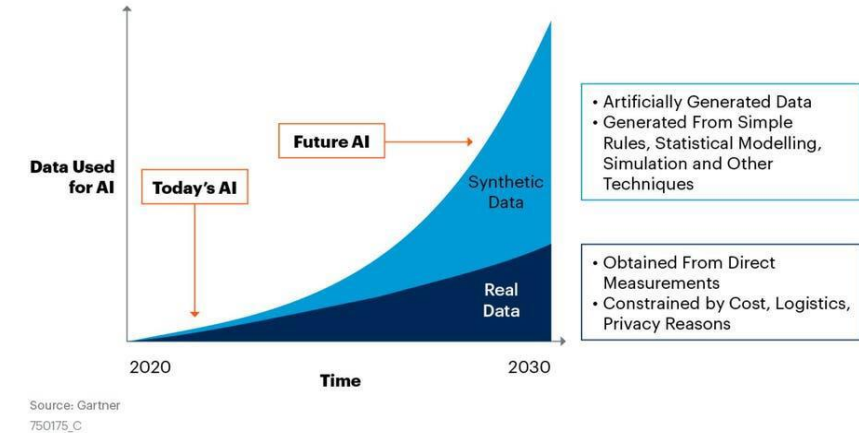 Data Used
for AI
Today's AI
Future AI
Synthetic
Data
Real
Data
• Artificially Generated Data
• Generated From Simple
Rules, Statistical Modelling,
Simulation and Other
Techniques
• Obtained From Direct
Measurements
• Constrained by Cost, Logistics,
Privacy Reasons
2020
2030
Time
Source: Gartner
750175_C